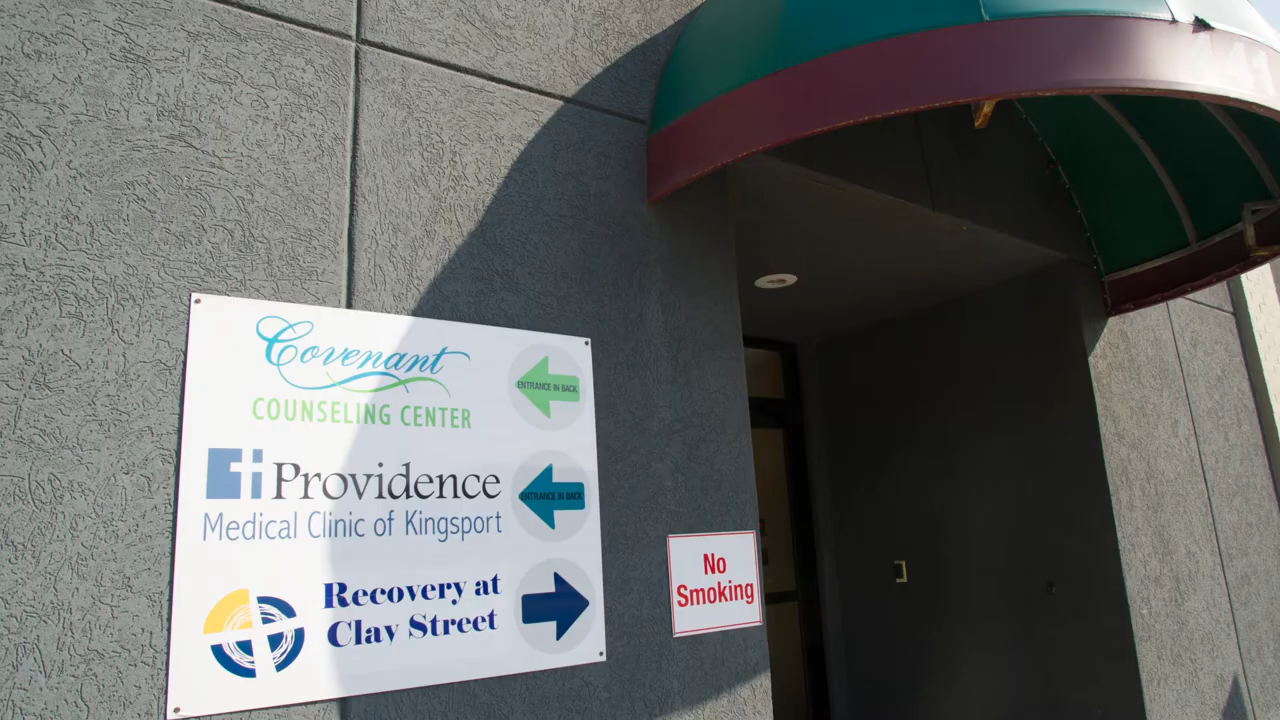 Covenant
COUNSELING CENTER
ENTRANCE IN BACK
Providence
Medical Clinic of Kingsport
ENTRANCE IN BACK
Recovery at
Clay Street
No
Smoking